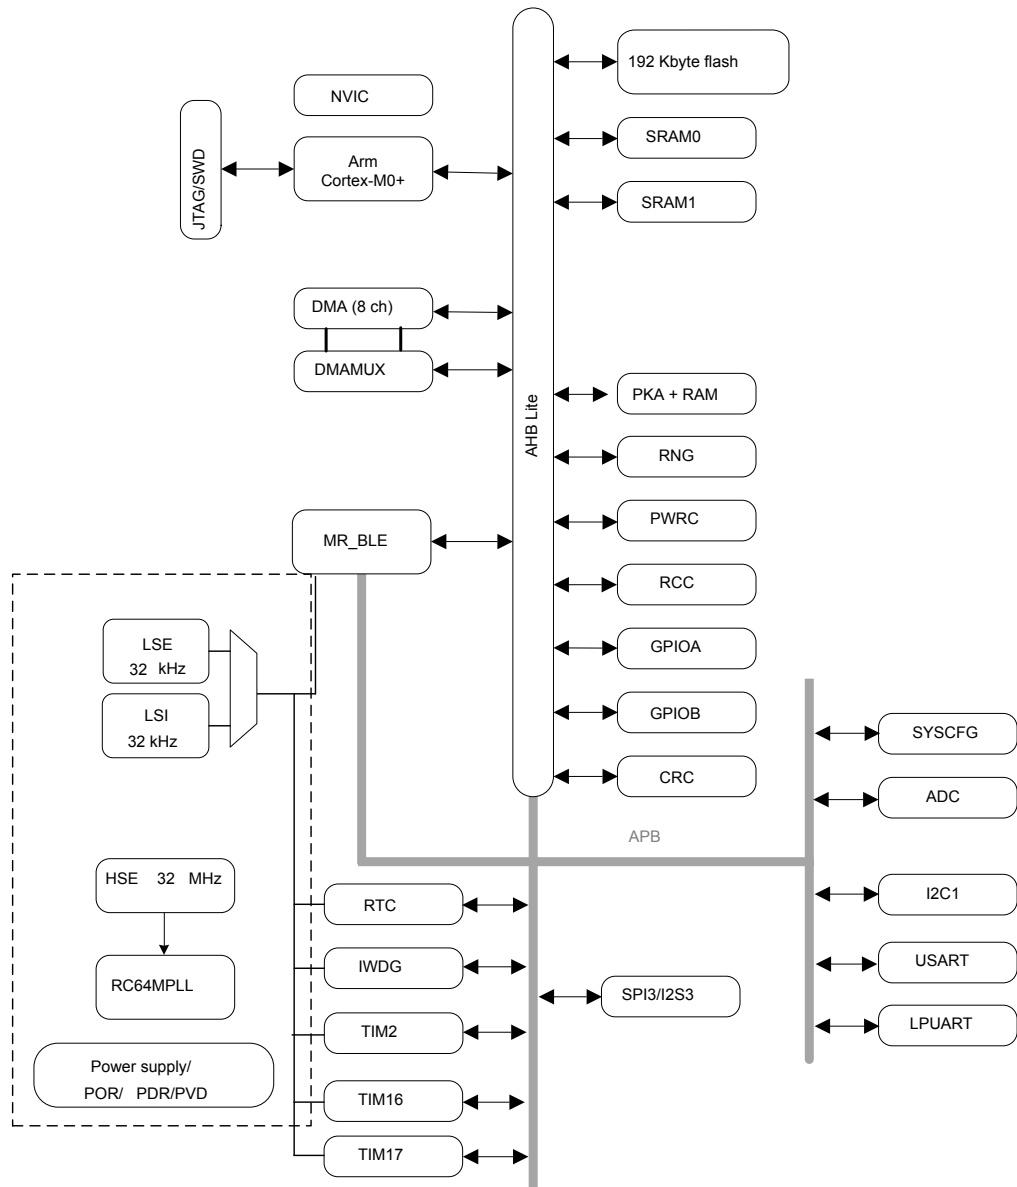 192 Kbyte flash
NVIC
JTAG/SWD
Arm
Cortex-M0+
SRAM0
SRAM1
DMA (8 ch)
DMAMUX
AHB Lite
PKA + RAM
RNG
PWRC
MR_BLE
RCC
LSE
32 kHz
GPIOA
LSI
32 kHz
GPIOB
SYSCFG
CRC
ADC
APB
HSE 32 MHz
RTC
I2C1
IWDG
USART
RC64MPLL
SPI3/I2S3
TIM2
LPUART
Power supply/
POR/ PDR/PVD
TIM16
TIM17